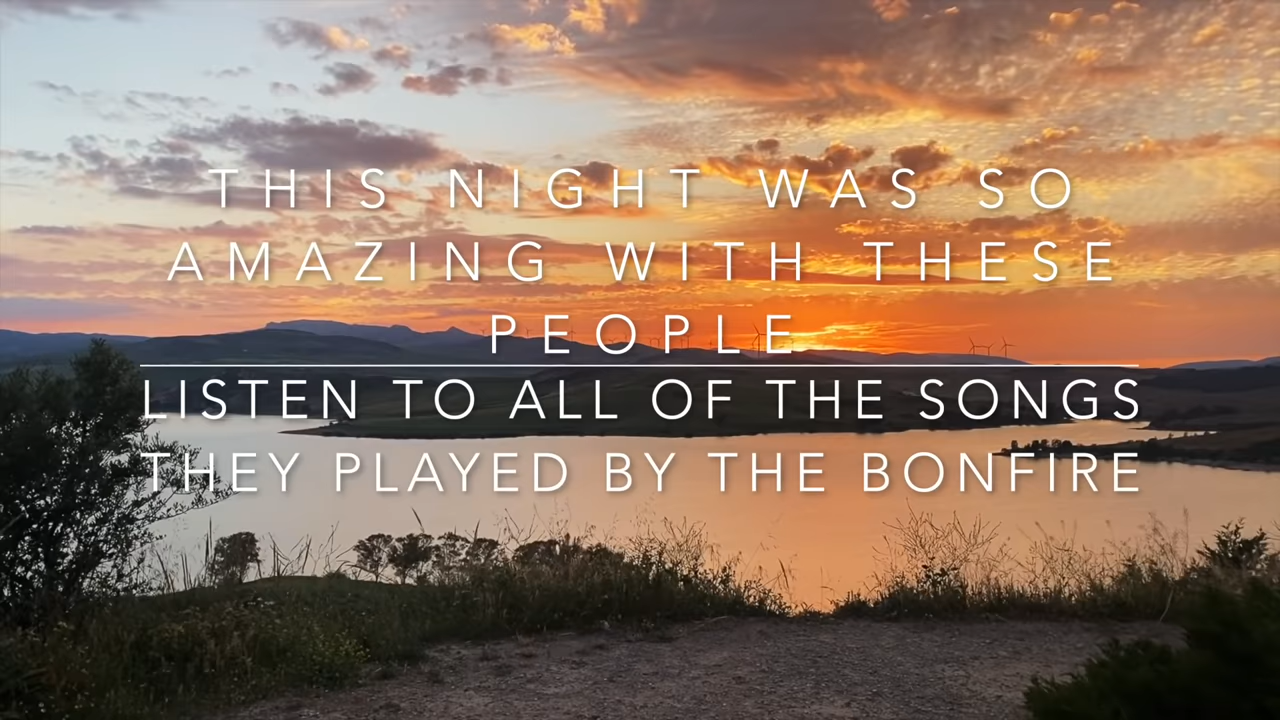 THIS NIGHT WAS SO
AMAZING WITH THESE
PEOPLE
LISTEN TO ALL OF THE SONGS
THEY PLAYED BY THE BONFIRE